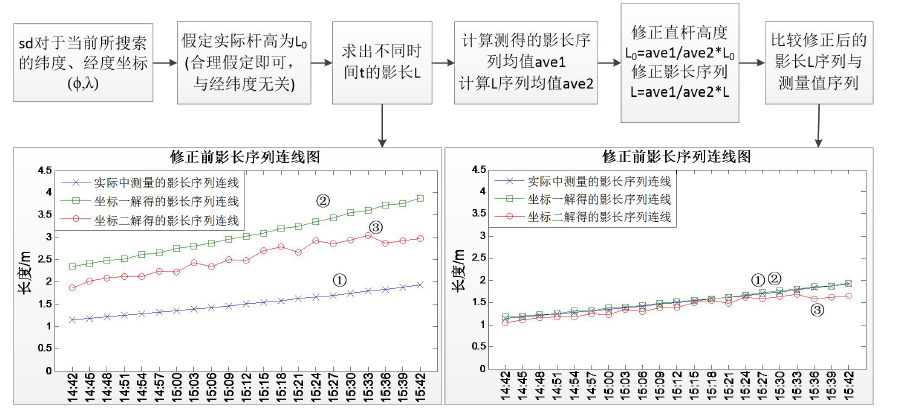 sd对于当前所搜索
的纬度、经度坐标
(ϕ,λ)
假定实际杆高为L₀
(合理假定即可，
与经纬度无关)
求出不同时
间t的影长L
计算测得的影长序
列均值ave1
计算L序列均值ave2
修正直杆高度
L₀=ave1/ave2*L₀
修正影长序列
L=ave1/ave2*L
比较修正后的
影长L序列与
测量值序列
修正前影长序列连线图
长度/m
4.5
4
3.5
3
2.5
2
1.5
1
0.5
0
实际中测量的影长序列连线
坐标一解得的影长序列连线
坐标二解得的影长序列连线
②
③
①
14:42
14:45
14:48
14:51
14:54
14:57
15:00
15:03
15:06
15:09
15:12
15:15
15:18
15:21
15:24
15:27
15:30
15:33
15:36
15:39
15:42
修正前影长序列连线图
长度/m
4.5
4
3.5
3
2.5
2
1.5
1
0.5
0
实际中测量的影长序列连线
坐标一解得的影长序列连线
坐标二解得的影长序列连线
① ②
③
14:42
14:45
14:48
14:51
14:54
14:57
15:00
15:03
15:06
15:09
15:12
15:15
15:18
15:21
15:24
15:27
15:30
15:33
15:36
15:39
15:42